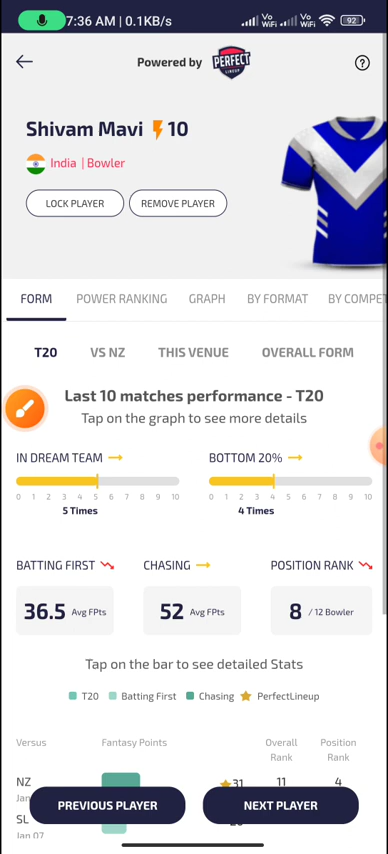 7:36 AM | 0.1KB/s Vo WiFi Vo WiFi 92
Powered by PERFECT LINEUP
Shivam Mavi 10
India | Bowler
LOCK PLAYER REMOVE PLAYER
FORM POWER RANKING GRAPH BY FORMAT BY COMPET
T20 VS NZ THIS VENUE OVERALL FORM
Last 10 matches performance - T20
Tap on the graph to see more details
IN DREAM TEAM BOTTOM 20%
0 1 2 3 4 5 6 7 8 9 10 0 1 2 3 4 5 6 7 8 9 10
5 Times 4 Times
BATTING FIRST CHASING POSITION RANK
36.5 Avg FPts 52 Avg FPts 8 / 12 Bowler
Tap on the bar to see detailed Stats
T20 Batting First Chasing PerfectLineup
Versus Fantasy Points Overall Rank Position Rank
NZ 31 11 4
Jan
PREVIOUS PLAYER NEXT PLAYER
SL
Jan 07